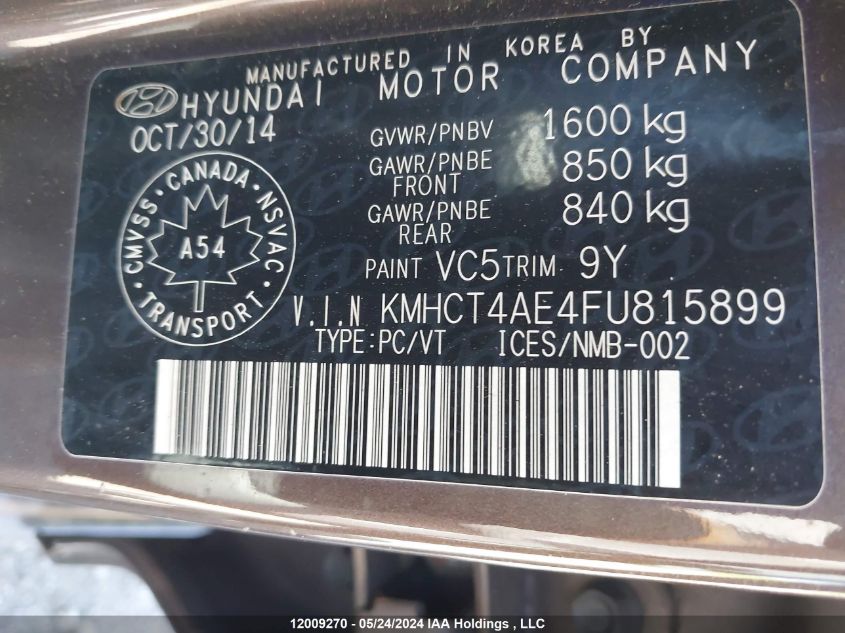 MANUFACTURED IN KOREA BY
HYUNDAI MOTOR COMPANY
OCT/30/14
GVWR/PNBV 1600 kg
GAWR/PNBE FRONT 850 kg
GAWR/PNBE REAR 840 kg
CANADA
CMVSS · NSVAC
A54
TRANSPORT
PAINT VC5 TRIM 9Y
V.I.N KMHCT4AE4FU815899
TYPE:PC/VT ICES/NMB-002
12009270 - 05/24/2024 IAA Holdings , LLC